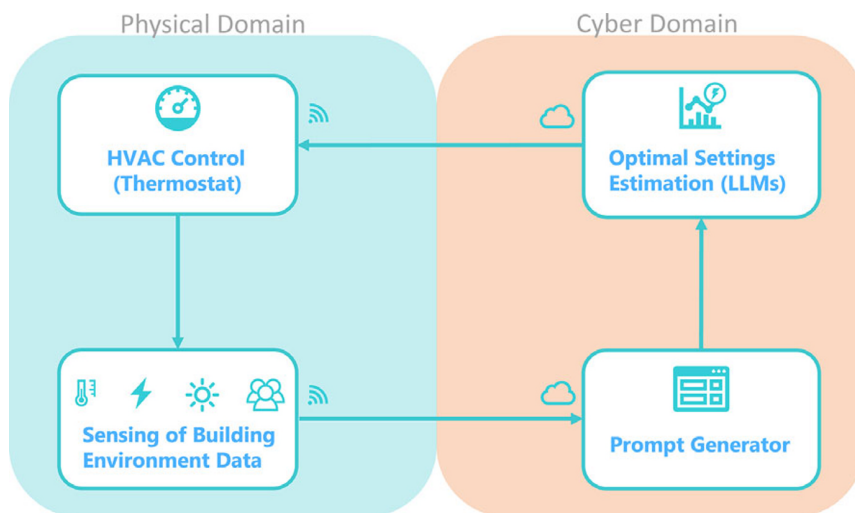 Physical Domain
Cyber Domain
HVAC Control
(Thermostat)
Optimal Settings
Estimation (LLMs)
Sensing of Building
Environment Data
Prompt Generator